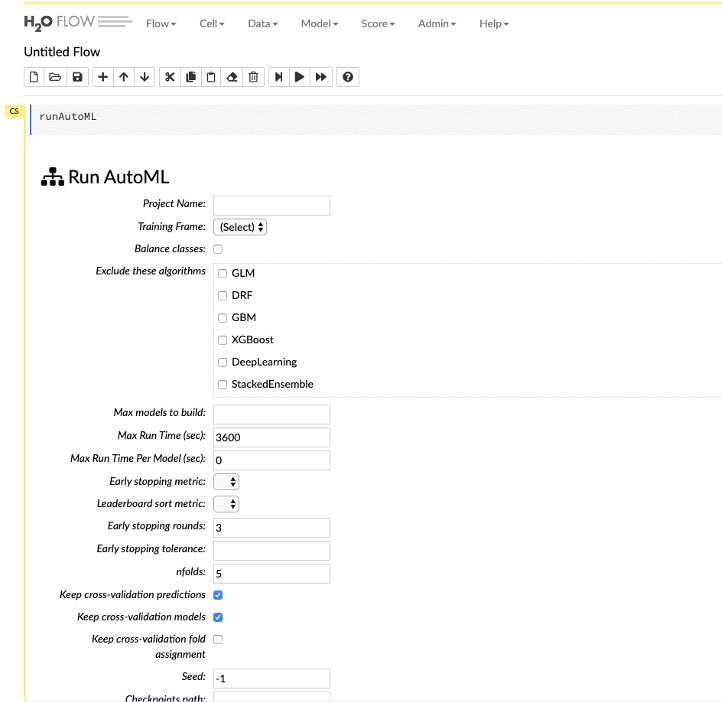 H2O FLOW Flow Cell Data Model Score Admin Help
Untitled Flow
CS
runAutoML
Run AutoML
Project Name:
Training Frame: (Select)
Balance classes:
Exclude these algorithms GLM
DRF
GBM
XGBoost
DeepLearning
StackedEnsemble
Max models to build:
Max Run Time (sec): 3600
Max Run Time Per Model (sec): 0
Early stopping metric:
Leaderboard sort metric:
Early stopping rounds: 3
Early stopping tolerance:
nfolds: 5
Keep cross-validation predictions
Keep cross-validation models
Keep cross-validation fold
assignment
Seed: -1
Checkpoints path: